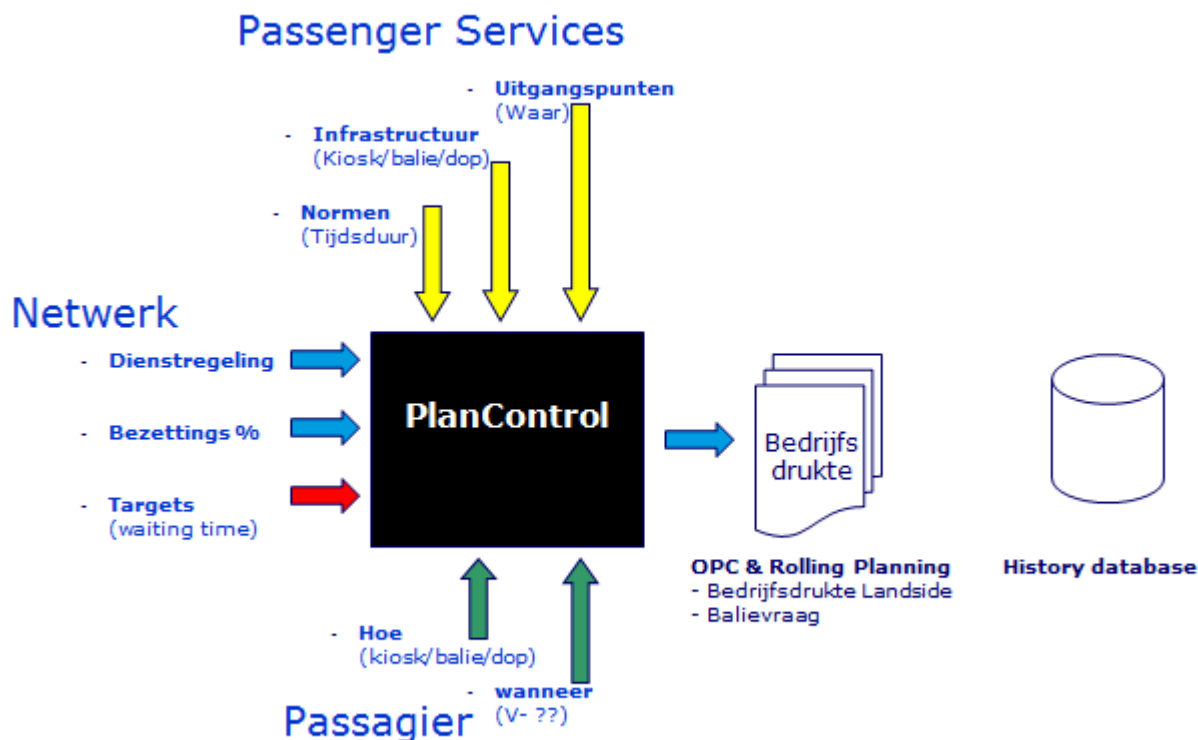 Passenger Services
- Uitgangspunten
(Waar)
- Infrastructuur
(Kiosk/balie/dop)
- Normen
(Tijdsduur)
Netwerk
- Dienstregeling
- Bezettings %
- Targets
(waiting time)
PlanControl
Bedrijfs
drukte
OPC & Rolling Planning
- Bedrijfsdrukte Landside
- Balievraag
History database
- Hoe
(kiosk/balie/dop)
- wanneer
(V- ??)
Passagier